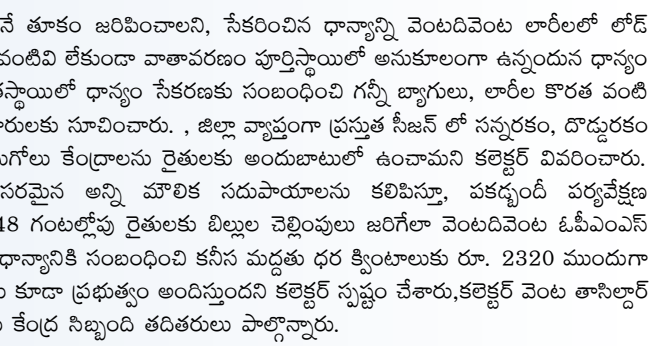 నే తూకం జరిపించాలని, సేకరించిన ధాన్యాన్ని వెంటదివెంట లారీలలో లోడ్
వంటివి లేకుండా వాతావరణం పూర్తిస్థాయిలో అనుకూలంగా ఉన్నందున ధాన్యం
తస్థాయిలో ధాన్యం సేకరణకు సంబంధించి గన్నీ బ్యాగులు, లారీల కొరత వంటి
ారులకు సూచించారు. , జిల్లా వ్యాప్తంగా ప్రస్తుత సీజన్ లో సన్నరకం, దొడ్డురకం
ుగోలు కేంద్రాలను రైతులకు అందుబాటులో ఉంచామని కలెక్టర్ వివరించారు.
సరమైన అన్ని మౌలిక సదుపాయాలను కలిపిస్తూ, పకడ్బందీ పర్యవేక్షణ
48 గంటల్లోపు రైతులకు బిల్లుల చెల్లింపులు జరిగేలా వెంటదివెంట ఓపీఎంఎస్
ధాన్యానికి సంబంధించి కనీస మద్దతు ధర క్వింటాలుకు రూ. 2320 ముందుగా
కూడా ప్రభుత్వం అందిస్తుందని కలెక్టర్ స్పష్టం చేశారు,కలెక్టర్ వెంట తాసిల్దార్
కేంద్ర సిబ్బంది తదితరులు పాల్గొన్నారు.